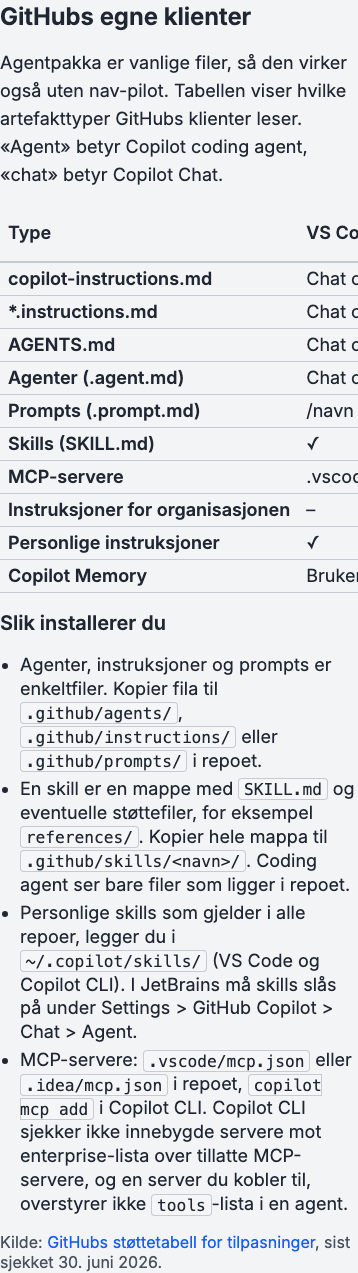 GitHubs egne klienter
Agentpakka er vanlige filer, så den virker
også uten nav-pilot. Tabellen viser hvilke
artefakttyper GitHubs klienter leser.
«Agent» betyr Copilot coding agent,
«chat» betyr Copilot Chat.
Type VS Co
copilot-instructions.md Chat o
*.instructions.md Chat o
AGENTS.md Chat o
Agenter (.agent.md) Chat o
Prompts (.prompt.md) /navn
Skills (SKILL.md) ✓
MCP-servere .vscod
Instruksjoner for organisasjonen –
Personlige instruksjoner ✓
Copilot Memory Bruker
Slik installerer du
• Agenter, instruksjoner og prompts er
enkeltfiler. Kopier fila til
.github/agents/,
.github/instructions/ eller
.github/prompts/ i repoet.
• En skill er en mappe med SKILL.md og
eventuelle støttefiler, for eksempel
references/. Kopier hele mappa til
.github/skills/<navn>/. Coding
agent ser bare filer som ligger i repoet.
• Personlige skills som gjelder i alle
repoer, legger du i
~/.copilot/skills/ (VS Code og
Copilot CLI). I JetBrains må skills slås
på under Settings > GitHub Copilot >
Chat > Agent.
• MCP-servere: .vscode/mcp.json eller
.idea/mcp.json i repoet, copilot
mcp add i Copilot CLI. Copilot CLI
sjekker ikke innebygde servere mot
enterprise-lista over tillatte MCP-
servere, og en server du kobler til,
overstyrer ikke tools-lista i en agent.
Kilde: GitHubs støttetabell for tilpasninger, sist
sjekket 30. juni 2026.